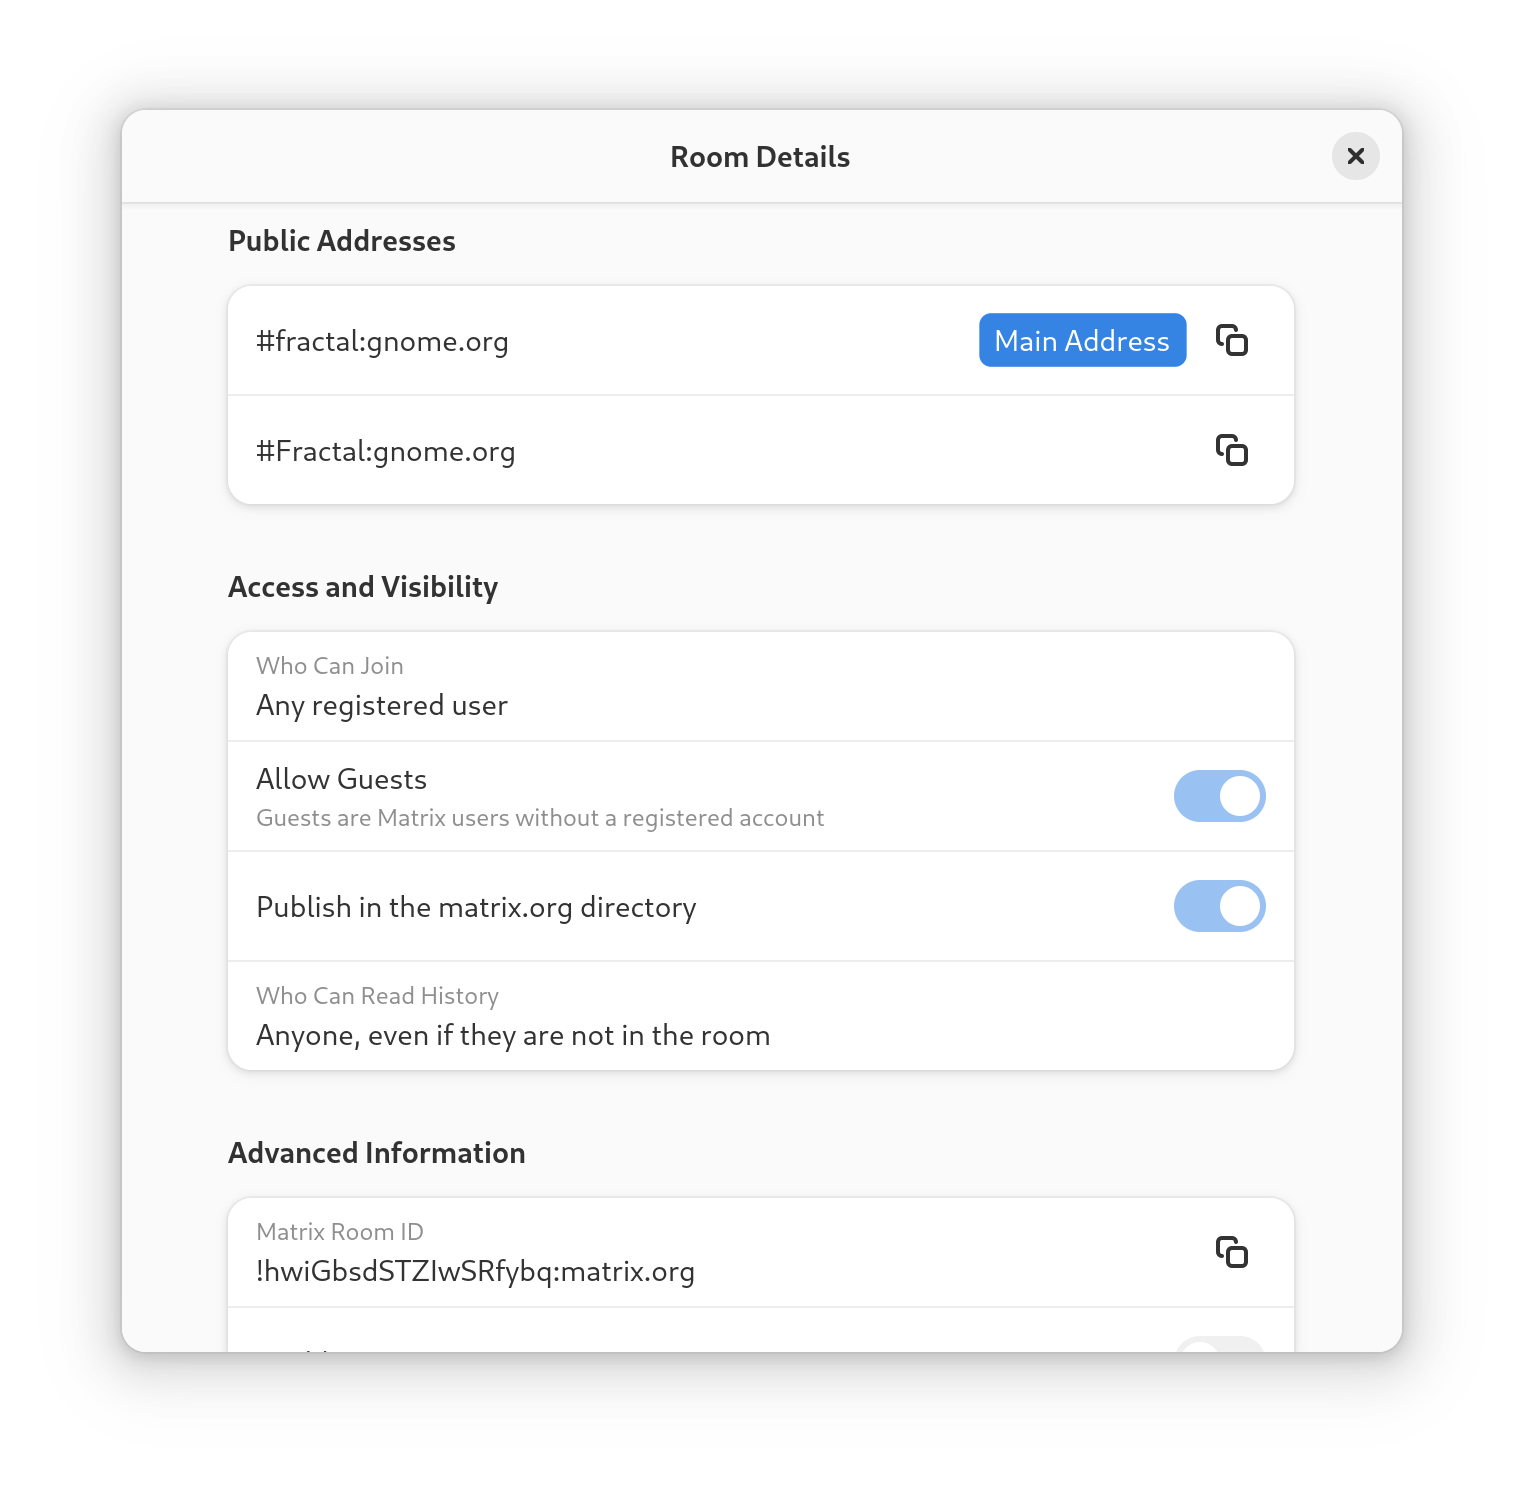 Room Details
Public Addresses
#fractal:gnome.org
Main Address
#Fractal:gnome.org
Access and Visibility
Who Can Join
Any registered user
Allow Guests
Guests are Matrix users without a registered account
Publish in the matrix.org directory
Who Can Read History
Anyone, even if they are not in the room
Advanced Information
Matrix Room ID
!hwiGbsdSTZIwSRfybq:matrix.org